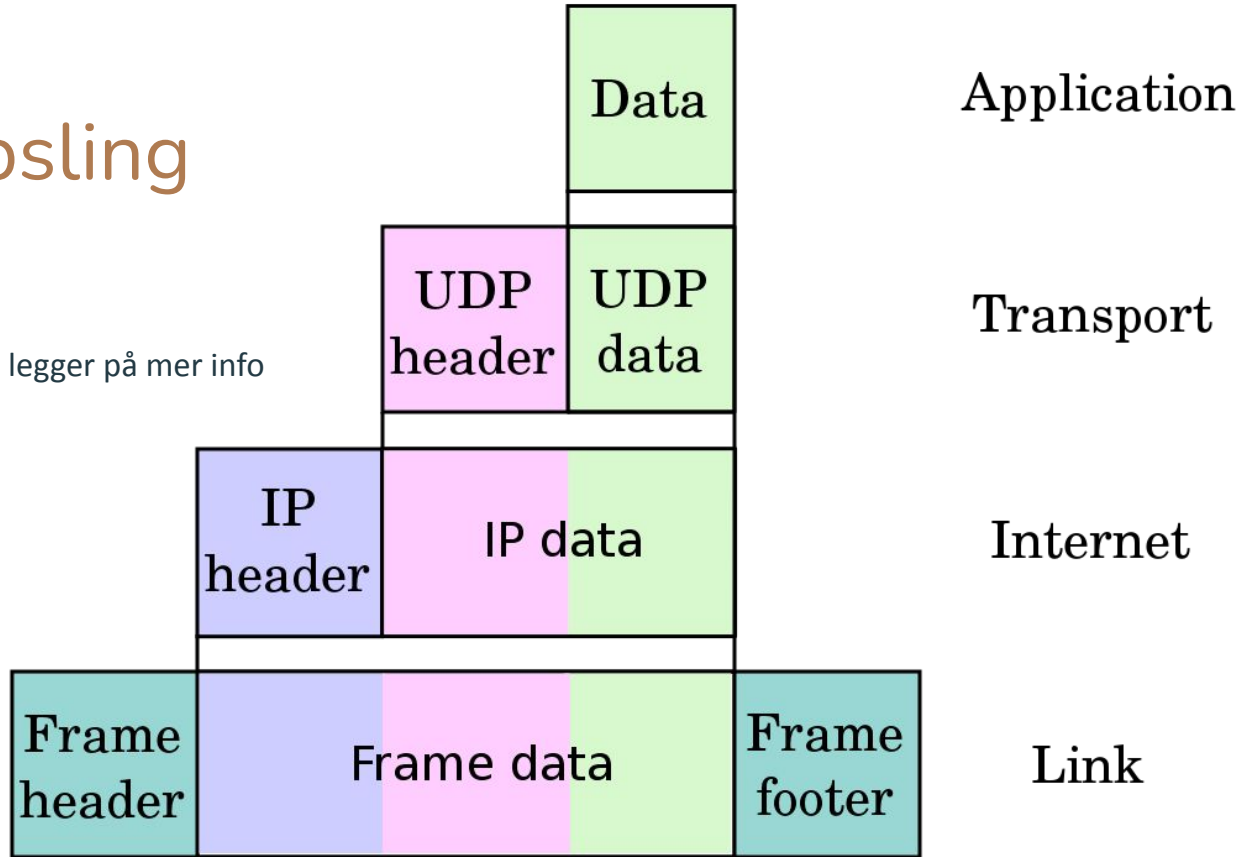 Data
Application
osling
UDP
header
UDP
data
Transport
legger på mer info
IP
header
IP data
Internet
Frame
header
Frame data
Frame
footer
Link